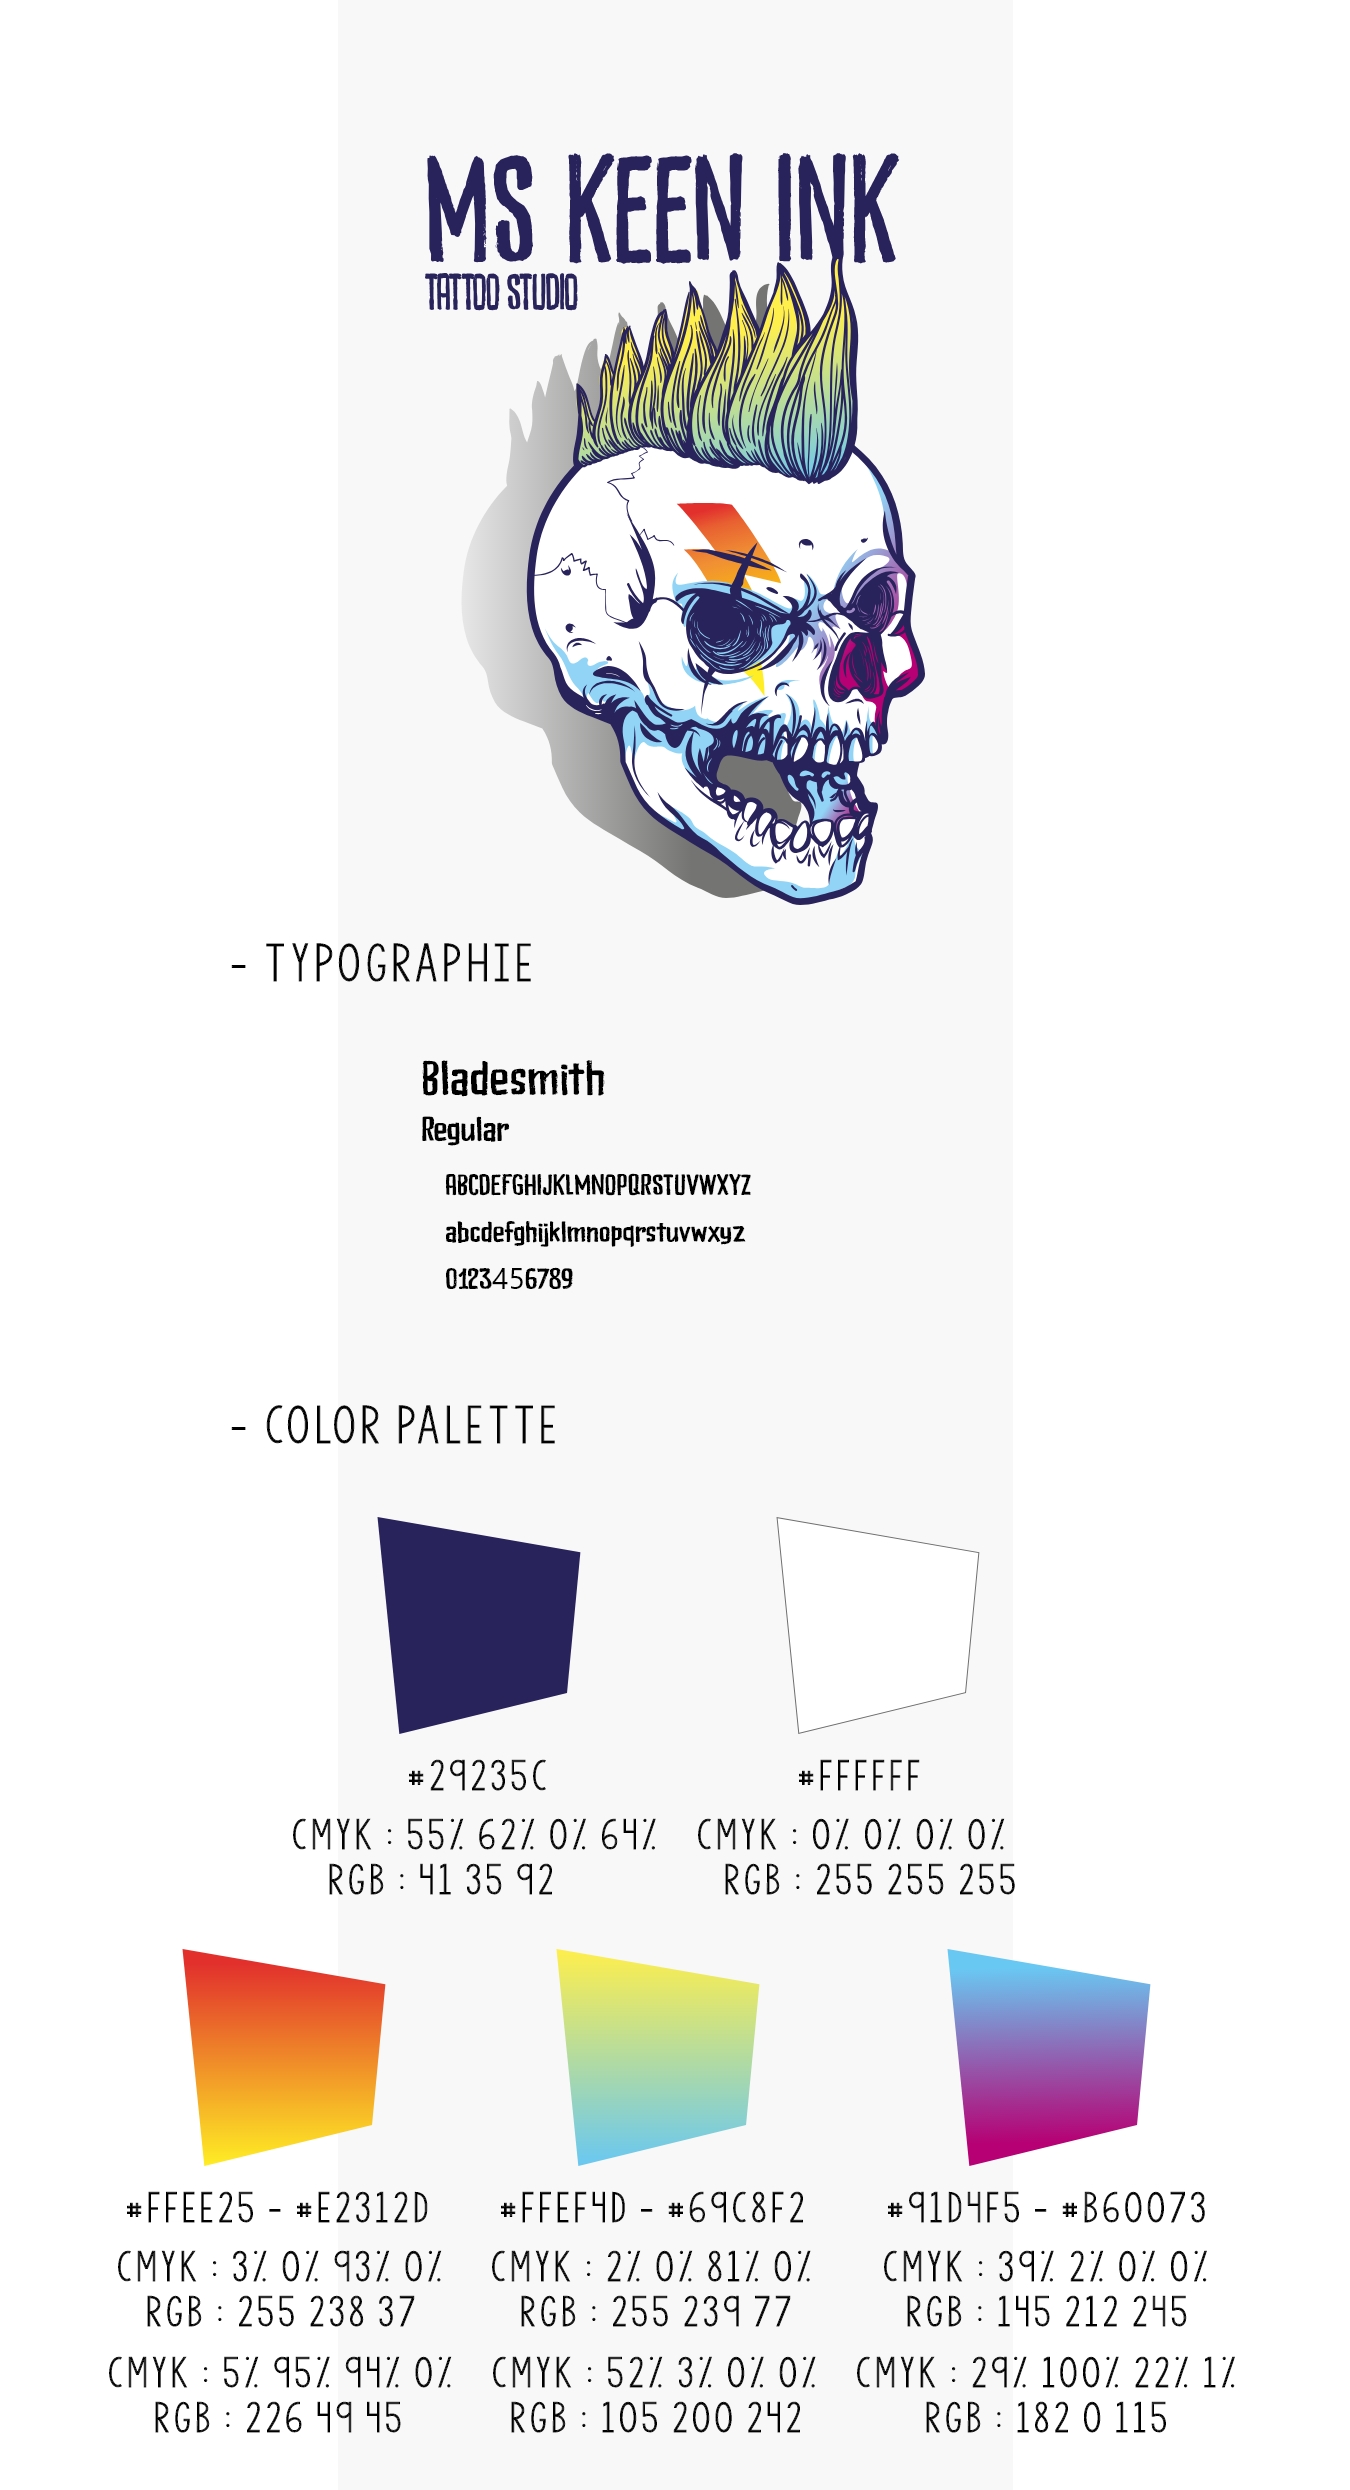 MS KEEN INK
TATTOO STUDIO
- TYPOGRAPHIE
Bladesmith
Regular
ABCDEFGHIJKLMNOPQRSTUVWXYZ
abcdefghijklmnopqrstuvwxyz
0123456789
- COLOR PALETTE
#29235C
CMYK : 55% 62% 0% 64%
RGB : 41 35 92
#FFFFFF
CMYK : 0% 0% 0% 0%
RGB : 255 255 255
#FFEE25 - #E2312D
CMYK : 3% 0% 93% 0%
RGB : 255 238 37
CMYK : 5% 95% 94% 0%
RGB : 226 49 45
#FFEF4D - #69C8F2
CMYK : 2% 0% 81% 0%
RGB : 255 239 77
CMYK : 52% 3% 0% 0%
RGB : 105 200 242
#91D4F5 - #B60073
CMYK : 39% 2% 0% 0%
RGB : 145 212 245
CMYK : 29% 100% 22% 1%
RGB : 182 0 115